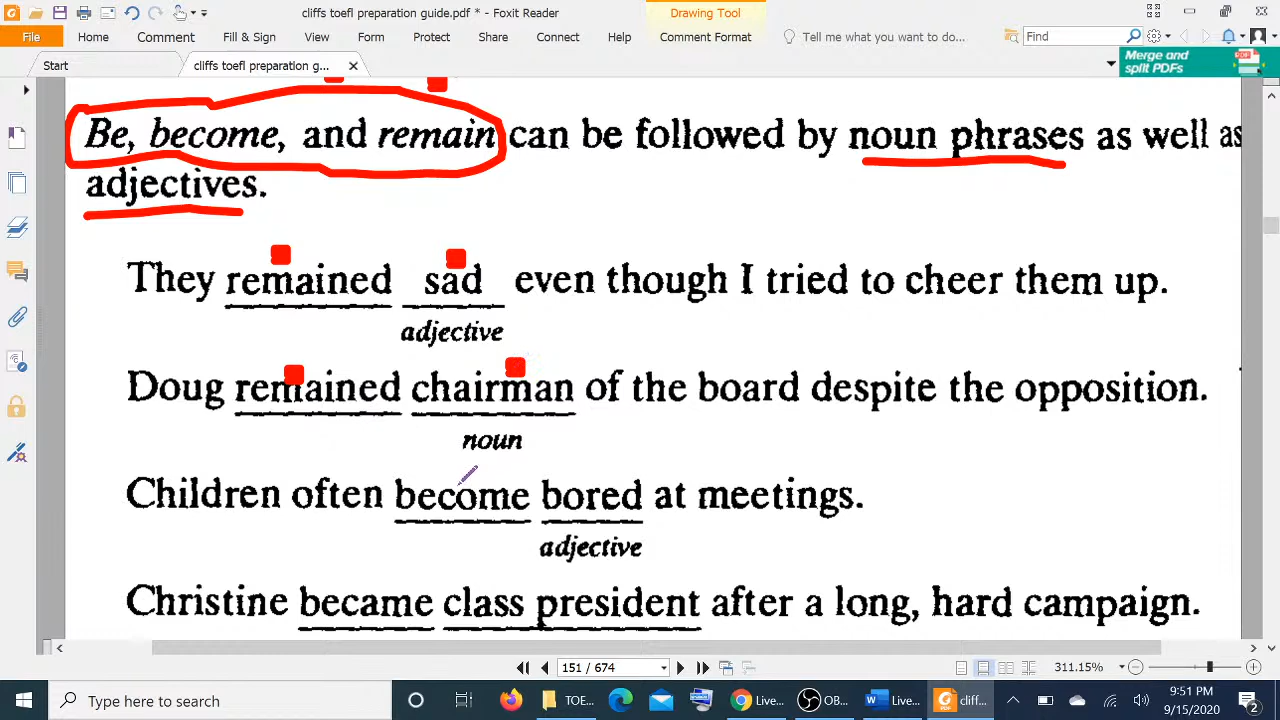 cliffs toefl preparation guide.pdf * - Foxit Reader
Drawing Tool
File Home Comment Fill & Sign View Form Protect Share Connect Help Comment Format Tell me what you want to do... Find
Start cliffs toefl preparation g...
Merge and
split PDFs
Be, become, and remain can be followed by noun phrases as well as
adjectives.
They remained sad even though I tried to cheer them up.
adjective
Doug remained chairman of the board despite the opposition.
noun
Children often become bored at meetings.
adjective
Christine became class president after a long, hard campaign.
151 / 674
311.15%
Type here to search
TOE...
Live...
OB...
Live...
cliff...
9:51 PM
9/15/2020
2